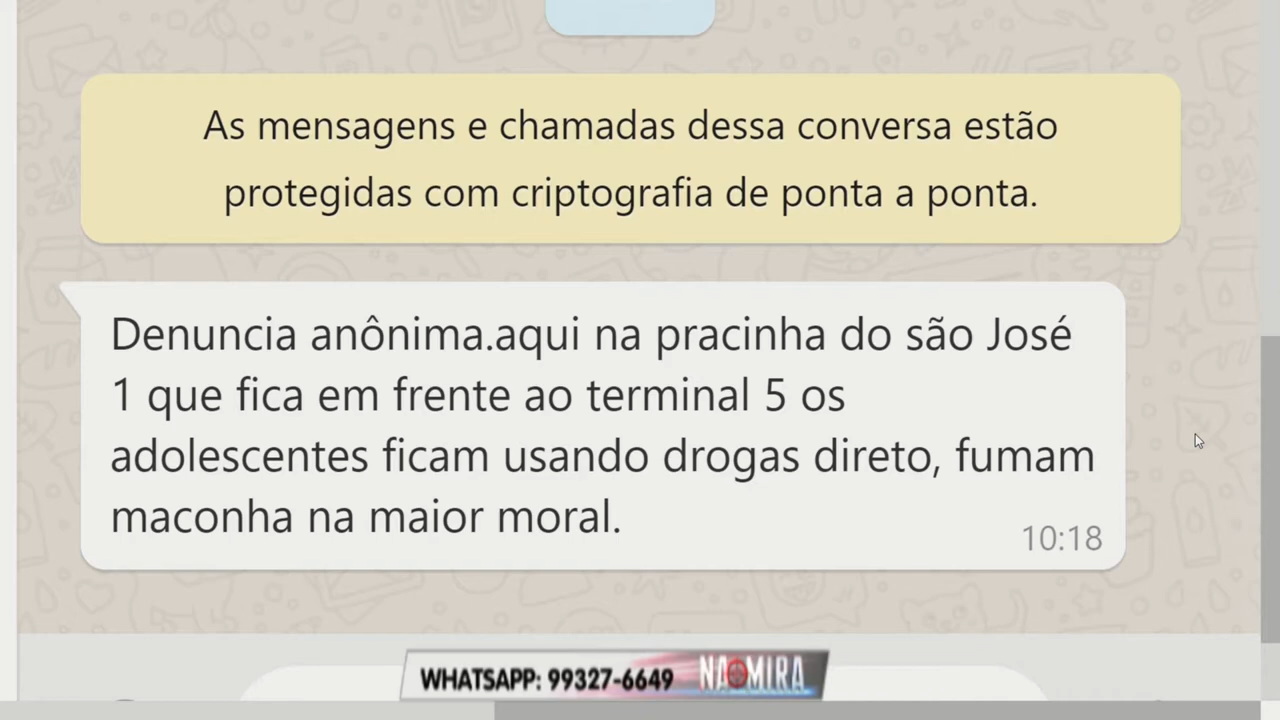 As mensagens e chamadas dessa conversa estão
protegidas com criptografia de ponta a ponta.
Denuncia anônima.aqui na pracinha do são José
1 que fica em frente ao terminal 5 os
adolescentes ficam usando drogas direto, fumam
maconha na maior moral.
10:18
WHATSAPP: 99327-6649 NA MIRA